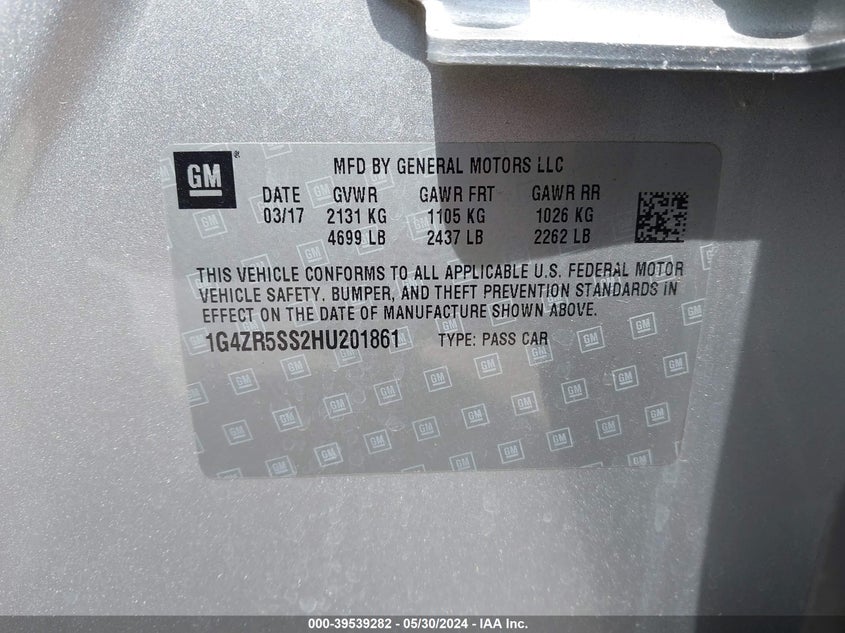 GM ® MFD BY GENERAL MOTORS LLC
DATE GVWR GAWR FRT GAWR RR
03/17 2131 KG 1105 KG 1026 KG
4699 LB 2437 LB 2262 LB
THIS VEHICLE CONFORMS TO ALL APPLICABLE U.S. FEDERAL MOTOR
VEHICLE SAFETY. BUMPER, AND THEFT PREVENTION STANDARDS IN
EFFECT ON THE DATE OF MANUFACTURE SHOWN ABOVE.
1G4ZR5SS2HU201861 TYPE: PASS CAR
000-39539282 - 05/30/2024 - IAA Inc.